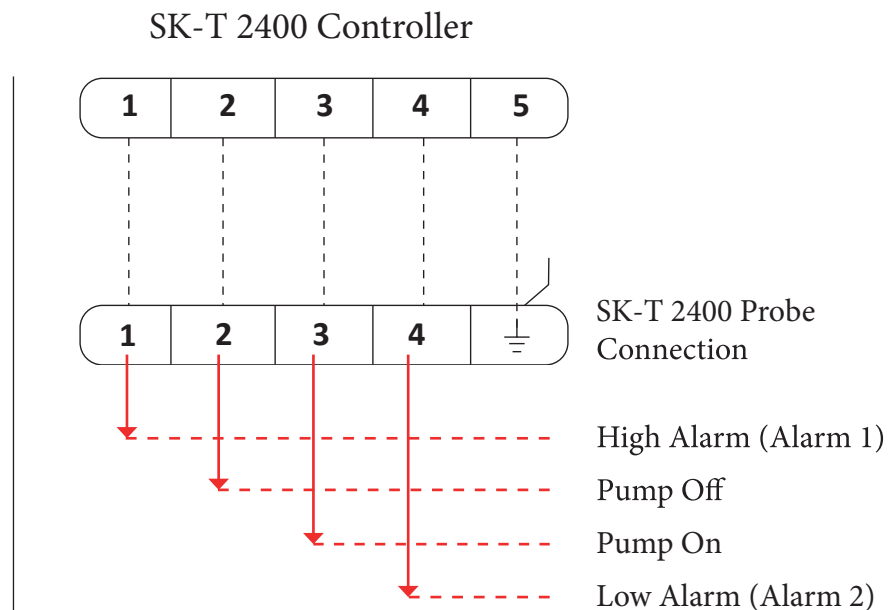 SK-T 2400 Controller
1 2 3 4 5
1 2 3 4
SK-T 2400 Probe
Connection
High Alarm (Alarm 1)
Pump Off
Pump On
Low Alarm (Alarm 2)